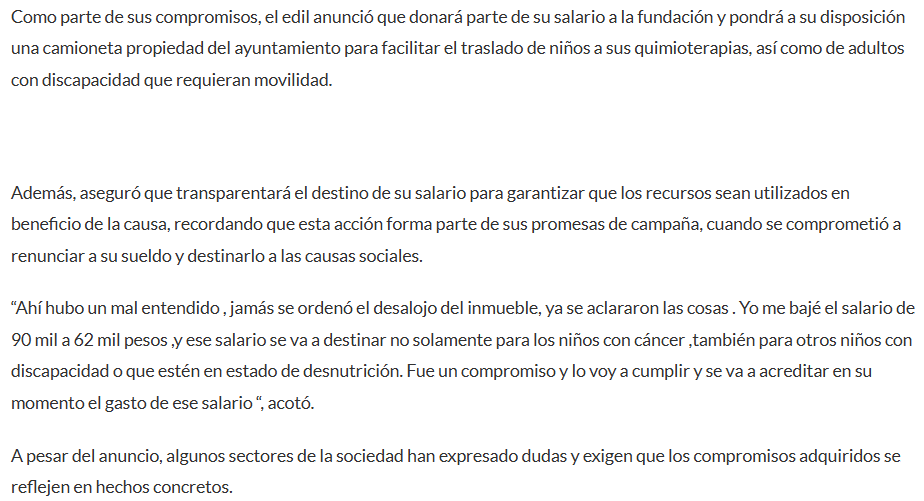 Como parte de sus compromisos, el edil anunció que donará parte de su salario a la fundación y pondrá a su disposición
una camioneta propiedad del ayuntamiento para facilitar el traslado de niños a sus quimioterapias, así como de adultos
con discapacidad que requieran movilidad.
Además, aseguró que transparentará el destino de su salario para garantizar que los recursos sean utilizados en
beneficio de la causa, recordando que esta acción forma parte de sus promesas de campaña, cuando se comprometió a
renunciar a su sueldo y destinarlo a las causas sociales.
“Ahí hubo un mal entendido , jamás se ordenó el desalojo del inmueble, ya se aclararon las cosas . Yo me bajé el salario de
90 mil a 62 mil pesos ,y ese salario se va a destinar no solamente para los niños con cáncer ,también para otros niños con
discapacidad o que estén en estado de desnutrición. Fue un compromiso y lo voy a cumplir y se va a acreditar en su
momento el gasto de ese salario “, acotó.
A pesar del anuncio, algunos sectores de la sociedad han expresado dudas y exigen que los compromisos adquiridos se
reflejen en hechos concretos.